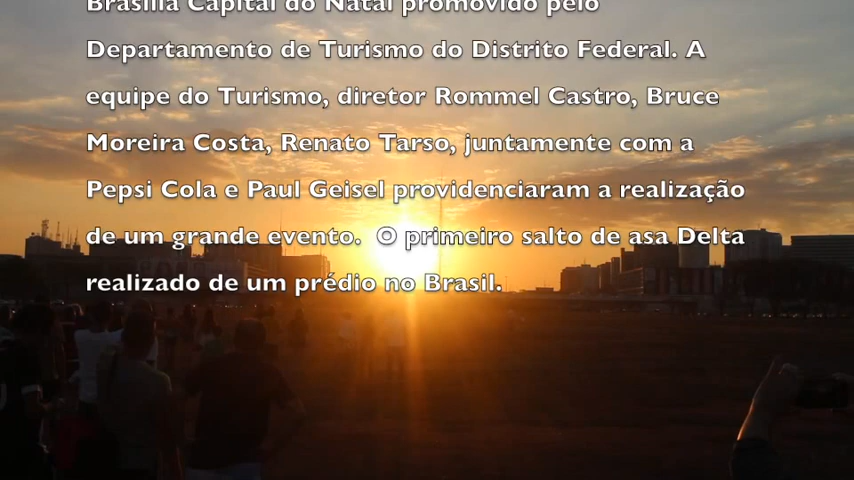 Brasília Capital do Natal promovido pelo
Departamento de Turismo do Distrito Federal. A
equipe do Turismo, diretor Rommel Castro, Bruce
Moreira Costa, Renato Tarso, juntamente com a
Pepsi Cola e Paul Geisel providenciaram a realização
de um grande evento.  O primeiro salto de asa Delta
realizado de um prédio no Brasil.